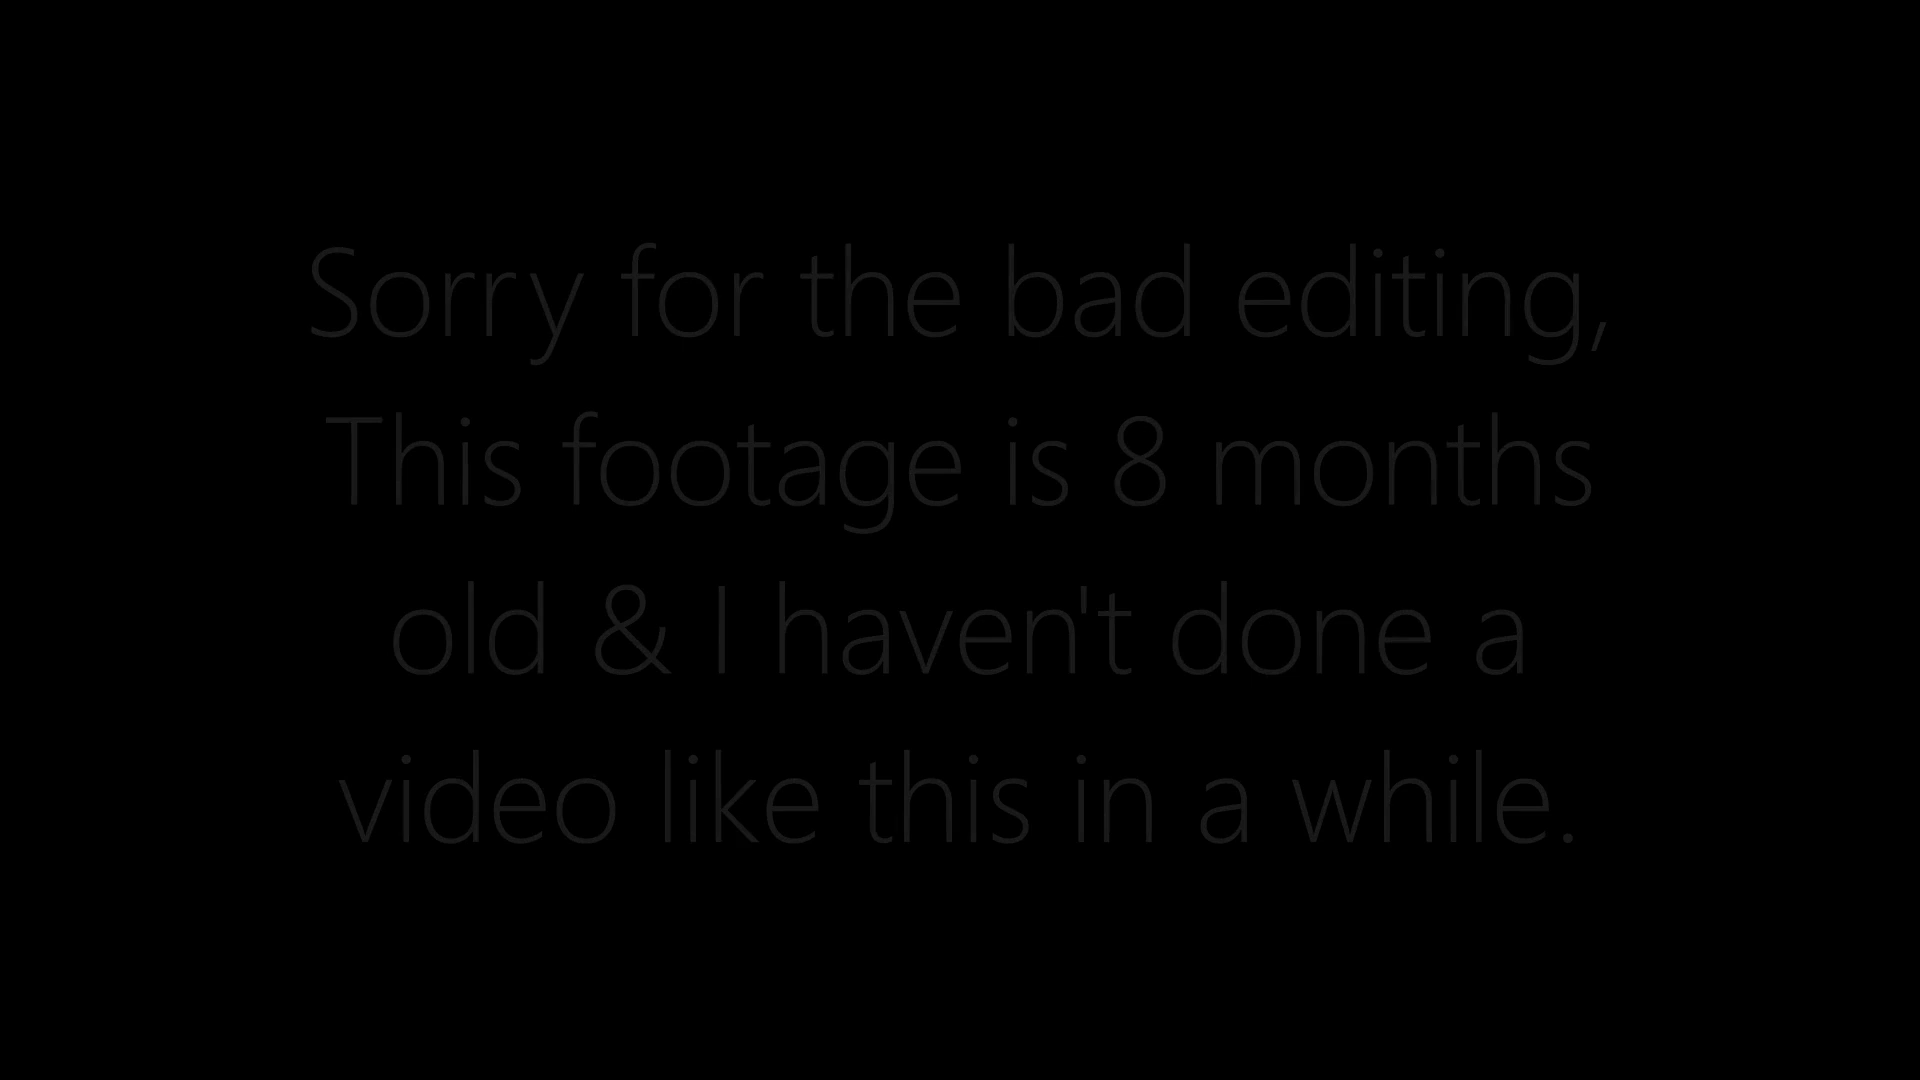 Sorry for the bad editing,
This footage is 8 months
old & I haven't done a
video like this in a while.